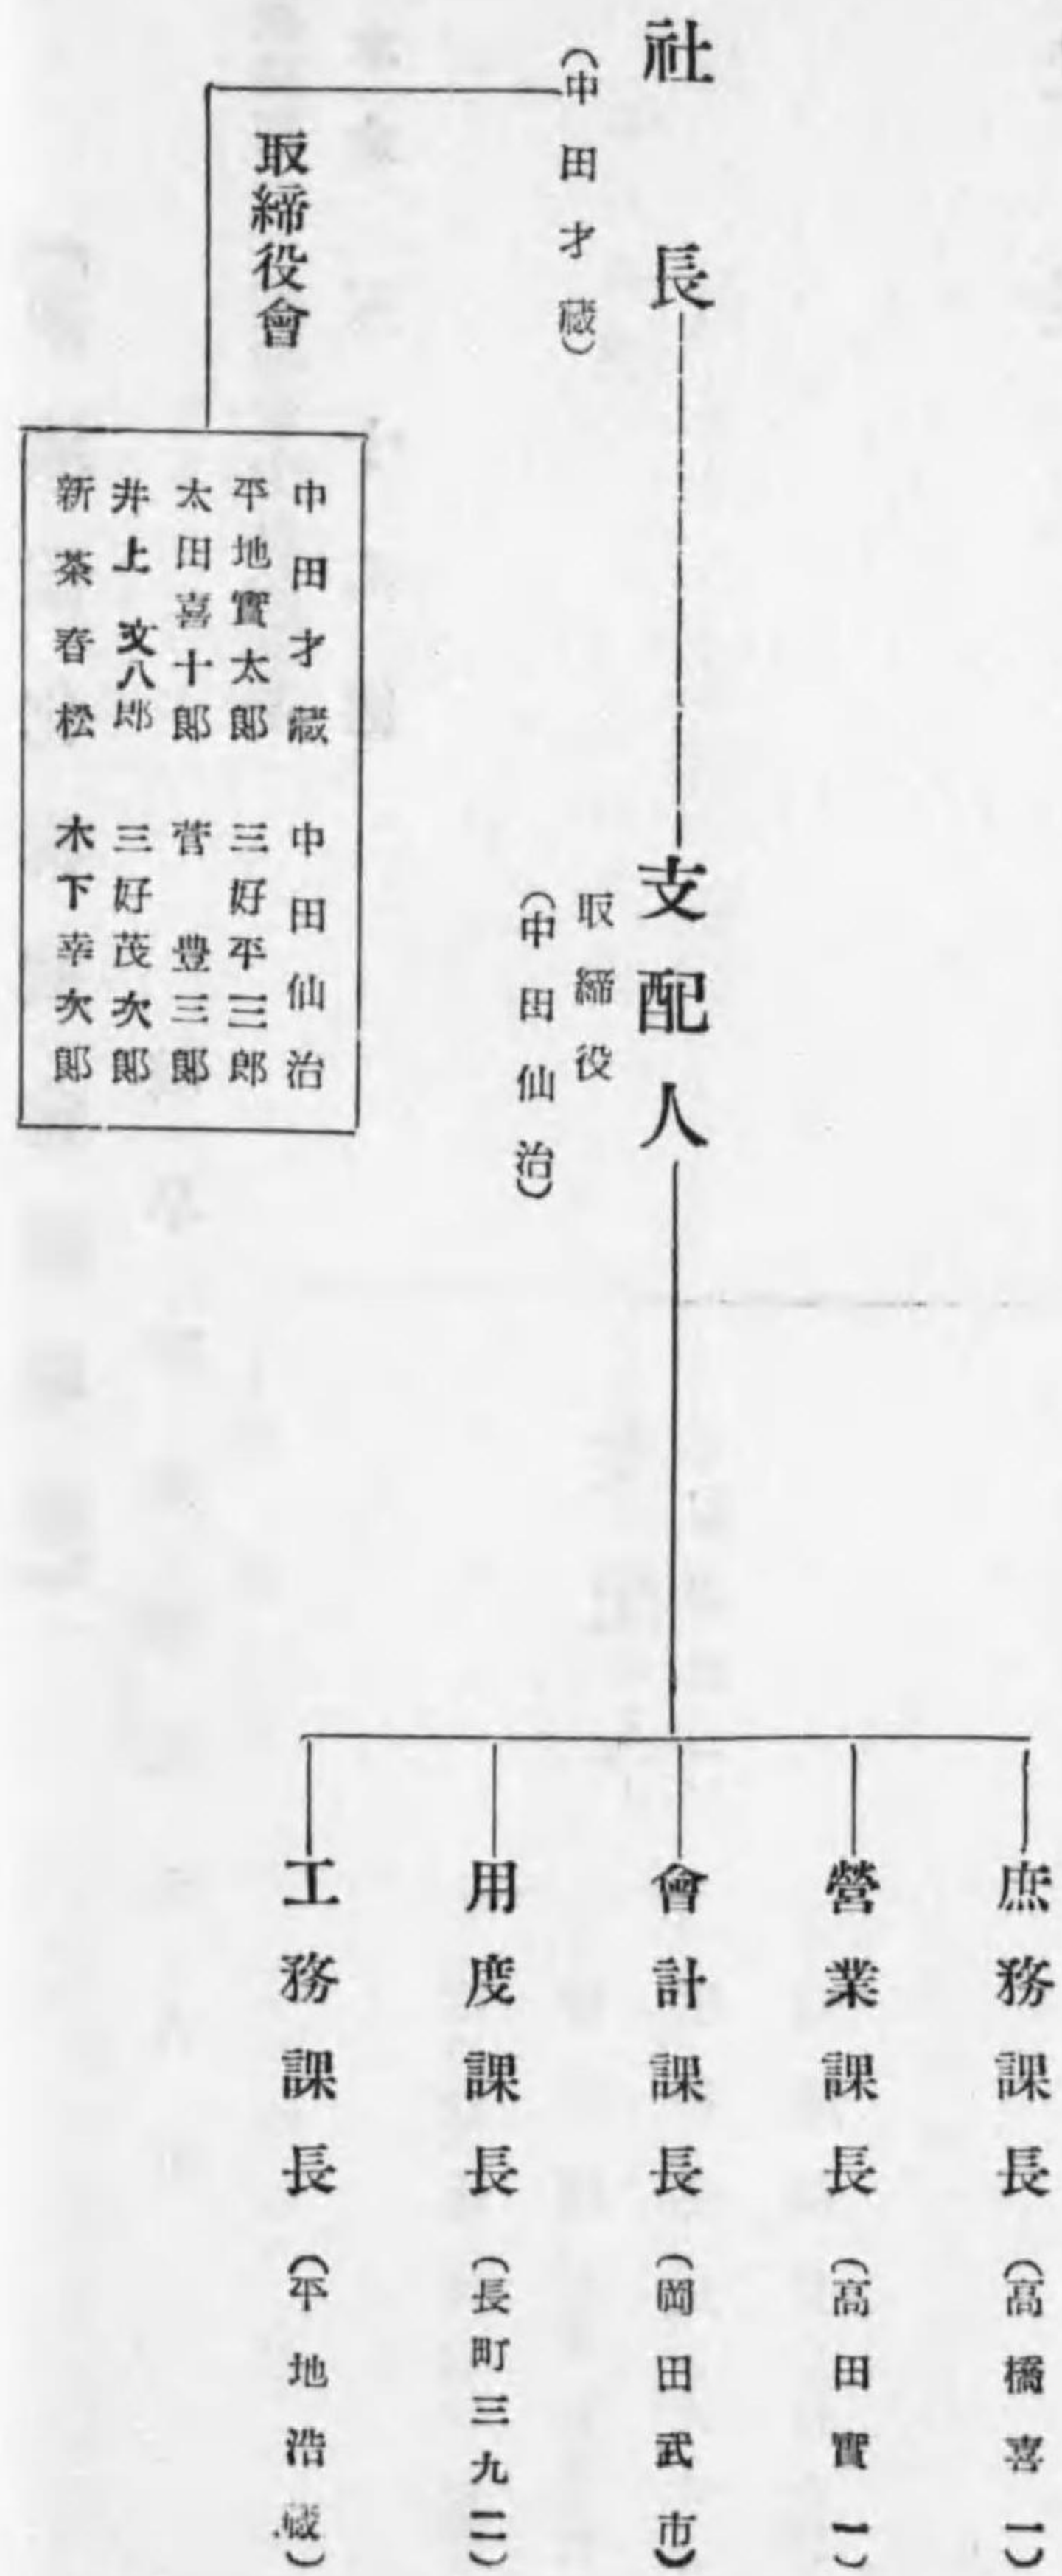 社長
(中田才藏)
取締役會
中田才藏 中田仙治
平地實太郞 三好平三郎
太田喜十郞 菅豊三郞
井上文八郎 三好茂次郞
新茶春松 木下幸次郞
支配人
取締役
(中田仙治)
庶務課長(高橋喜一)
營業課長(高田實一)
會計課長(岡田武市)
用度課長(長町三九二)
工務課長(平地浩藏)